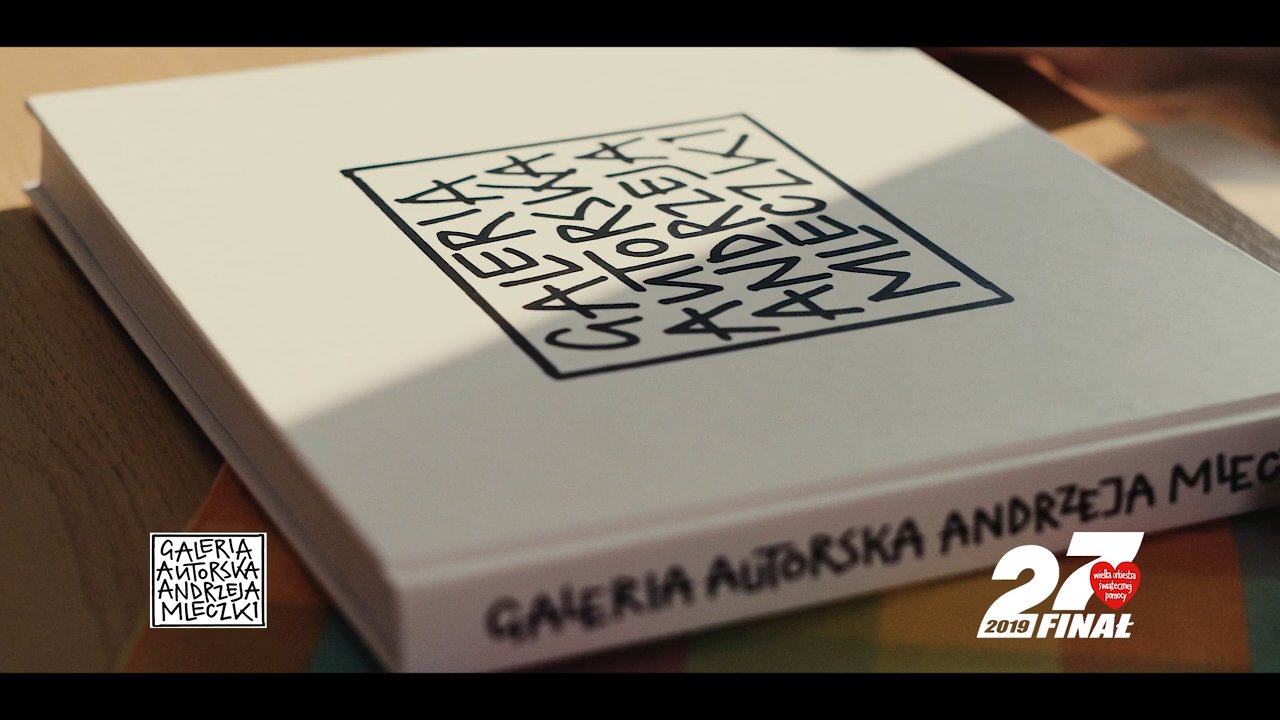 GALERIA
AUTORSKA
ANDRZEJA
MLECZKI
GALERIA AUTORSKA ANDRZEJA MLEC
GALERIA
AUTORSKA
ANDRZEJA
MLECZKI
27
wielka orkiestra
świątecznej
pomocy
2019 FINAŁ